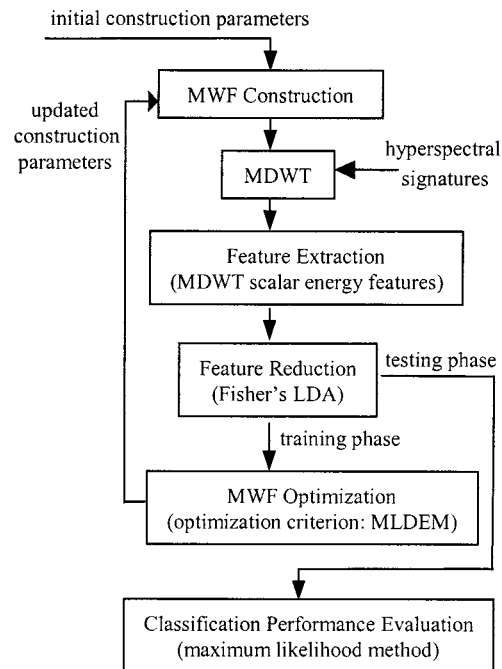 initial construction parameters
MWF Construction
updated
construction
parameters
hyperspectral
signatures
MDWT
Feature Extraction
(MDWT scalar energy features)
Feature Reduction
(Fisher's LDA)
testing phase
training phase
MWF Optimization
(optimization criterion: MLDEM)
Classification Performance Evaluation
(maximum likelihood method)